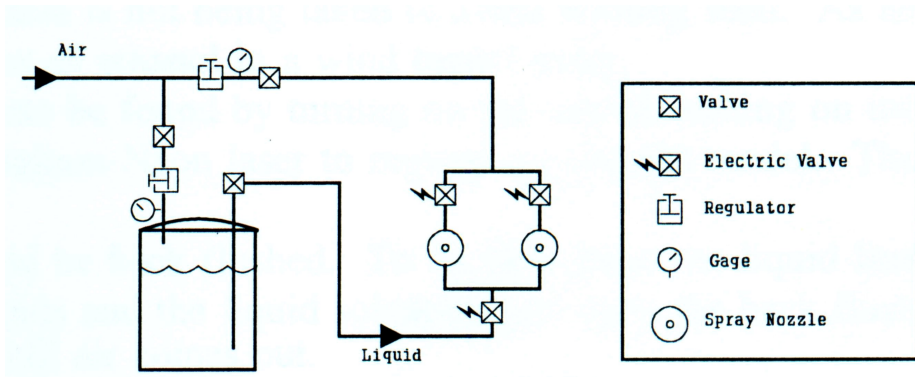 Air
Valve
Electric Valve
Regulator
Gage
Spray Nozzle
Liquid